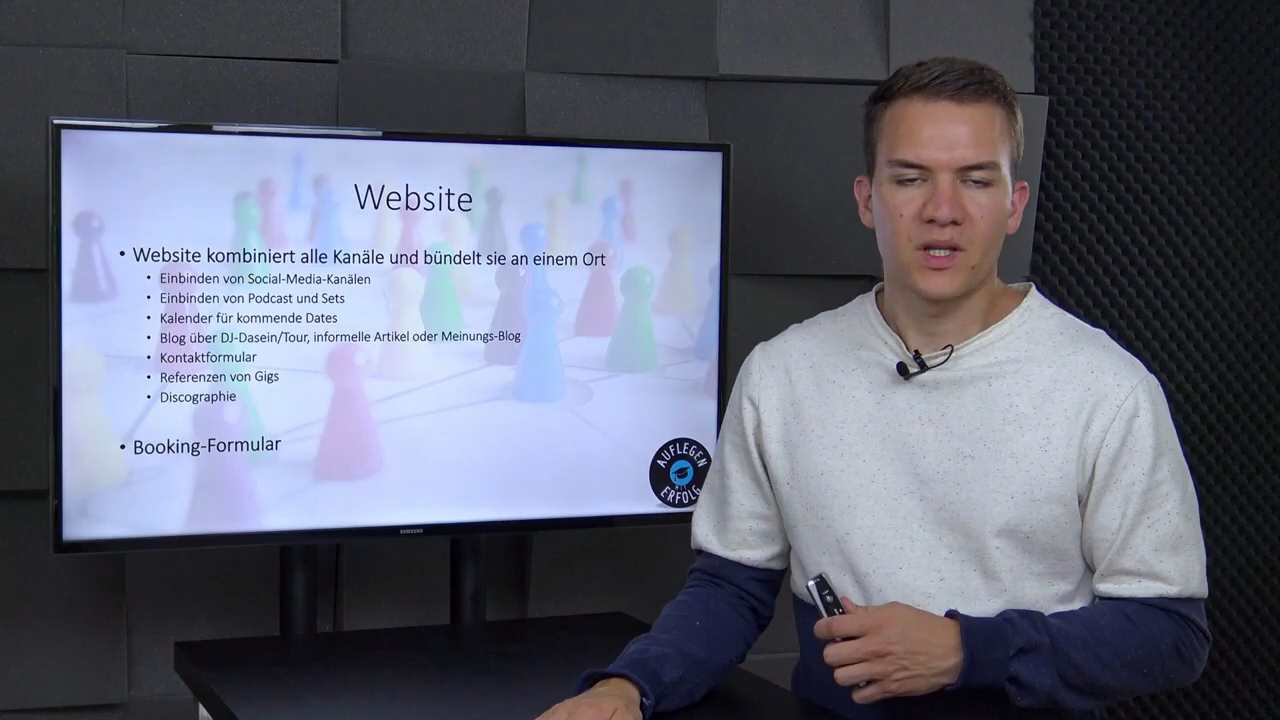 Website
• Website kombiniert alle Kanäle und bündelt sie an einem Ort
• Einbinden von Social-Media-Kanälen
• Einbinden von Podcast und Sets
• Kalender für kommende Dates
• Blog über DJ-Dasein/Tour, informelle Artikel oder Meinungs-Blog
• Kontaktformular
• Referenzen von Gigs
• Discographie
• Booking-Formular
AUFLEGEN
MIT
ERFOLG
SAMSUNG